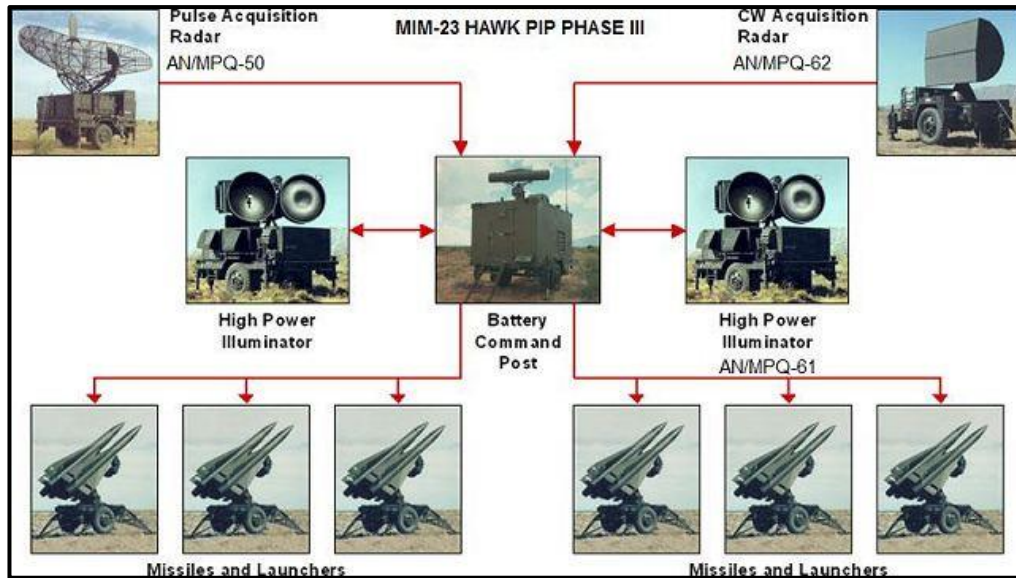 Pulse Acquisition
Radar
AN/MPQ-50
MIM-23 HAWK PIP PHASE III
CW Acquisition
Radar
AN/MPQ-62
High Power
Illuminator
Battery
Command
Post
High Power
Illuminator
AN/MPQ-61
Missiles and Launchers
Missiles and Launchers